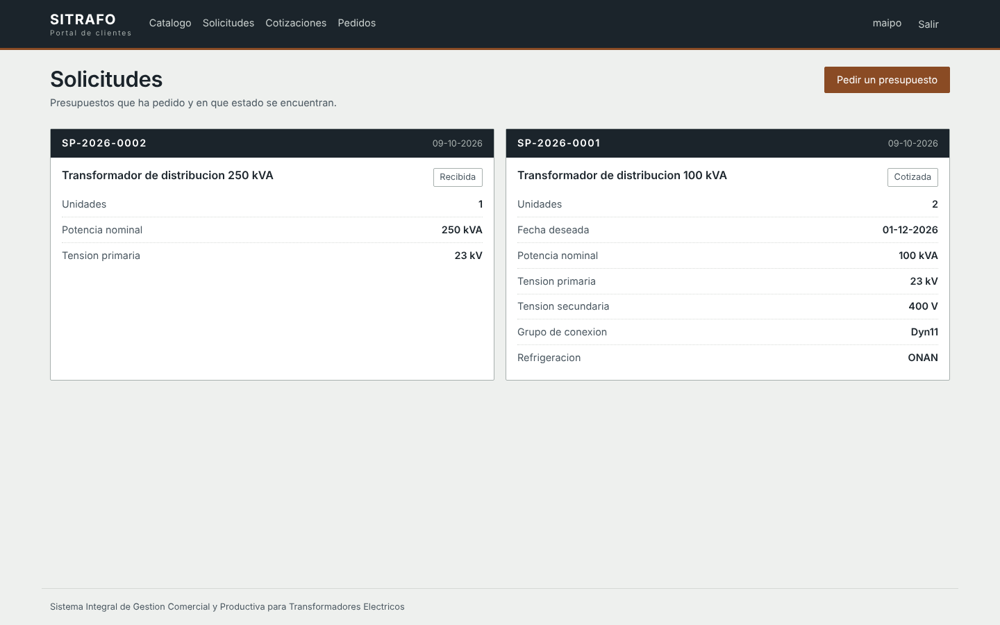 SITRAFO
Portal de clientes
Catalogo Solicitudes Cotizaciones Pedidos
maipo Salir
Solicitudes
Presupuestos que ha pedido y en que estado se encuentran.
Pedir un presupuesto
SP-2026-0002 09-10-2026
Transformador de distribucion 250 kVA Recibida
Unidades 1
Potencia nominal 250 kVA
Tension primaria 23 kV
SP-2026-0001 09-10-2026
Transformador de distribucion 100 kVA Cotizada
Unidades 2
Fecha deseada 01-12-2026
Potencia nominal 100 kVA
Tension primaria 23 kV
Tension secundaria 400 V
Grupo de conexion Dyn11
Refrigeracion ONAN
Sistema Integral de Gestion Comercial y Productiva para Transformadores Electricos